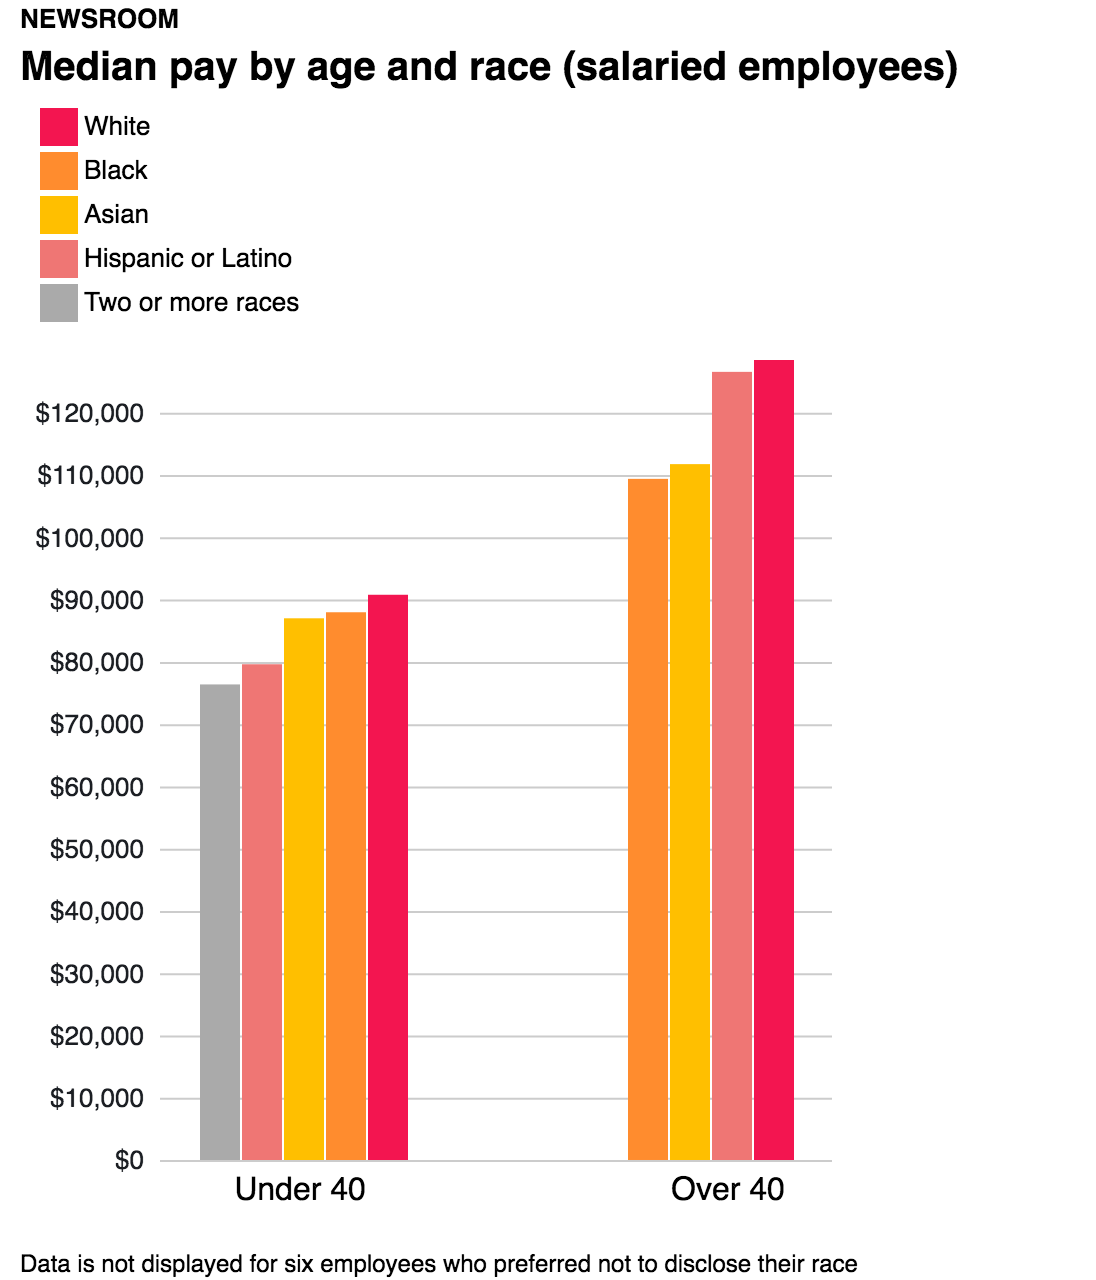 NEWSROOM
Median pay by age and race (salaried employees)
White
Black
Asian
Hispanic or Latino
Two or more races
$120,000
$110,000
$100,000
$90,000
$80,000
$70,000
$60,000
$50,000
$40,000
$30,000
$20,000
$10,000
$0
Under 40 Over 40
Data is not displayed for six employees who preferred not to disclose their race